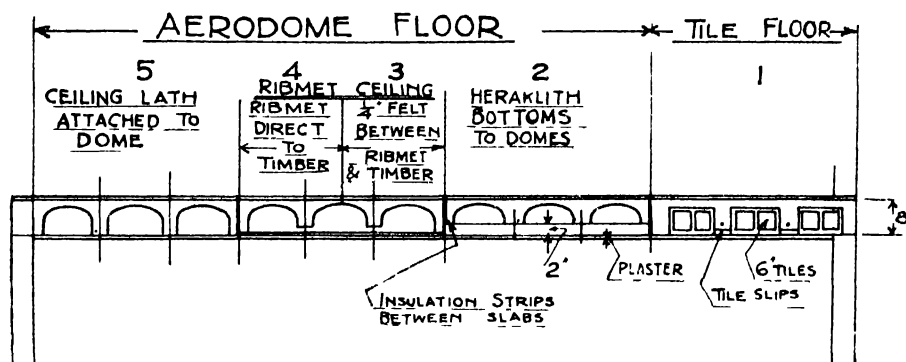 AERODOME FLOOR
TILE FLOOR
5
CEILING LATH
ATTACHED TO
DOME
4
3
RIBMET CEILING
RIBMET
DIRECT
TO
TIMBER
1/4" FELT
BETWEEN
RIBMET
& TIMBER
2
HERAKLITH
BOTTOMS
TO DOMES
1
8
INSULATION STRIPS
BETWEEN SLABS
2"
PLASTER
6" TILES
TILE SLIPS